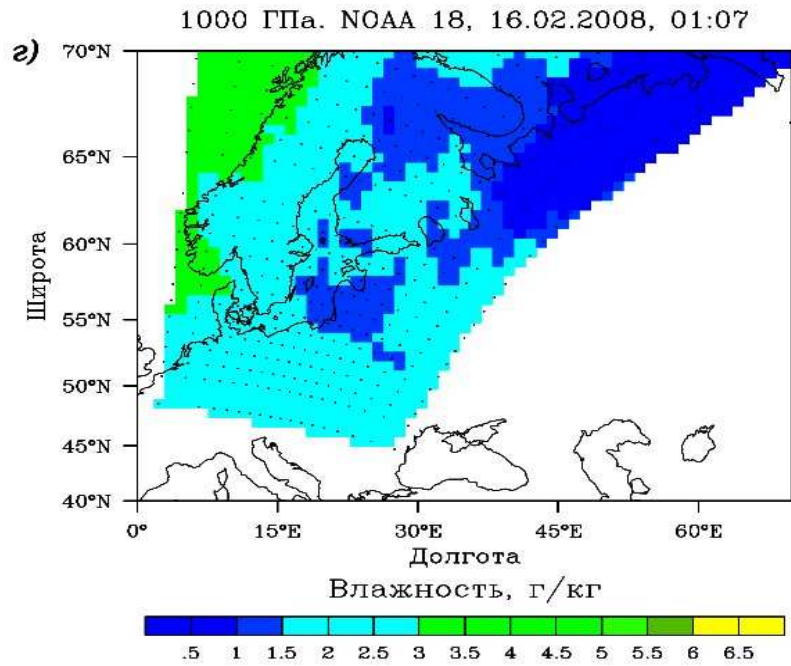 1000 ГПа. NOAA 18, 16.02.2008, 01:07
г)
70°N
65°N
60°N
55°N
50°N
45°N
40°N
Широта
0° 15°E 30°E 45°E 60°E
Долгота
Влажность, г/кг
.5 1 1.5 2 2.5 3 3.5 4 4.5 5 5.5 6 6.5